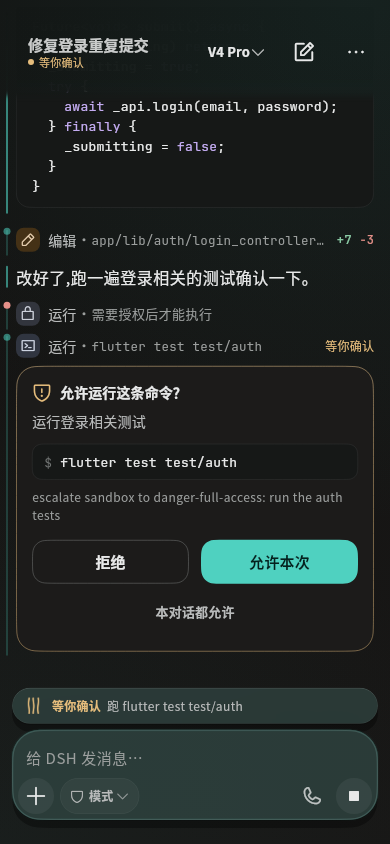 修复登录重复提交
等你确认
V4 Pro
await _api.login(email, password);
} finally {
_submitting = false;
}
}
编辑 · app/lib/auth/login_controller… +7 -3
改好了,跑一遍登录相关的测试确认一下。
运行 · 需要授权后才能执行
运行 · flutter test test/auth 等你确认
允许运行这条命令?
运行登录相关测试
$ flutter test test/auth
escalate sandbox to danger-full-access: run the auth
tests
拒绝
允许本次
本对话都允许
等你确认 跑 flutter test test/auth
给 DSH 发消息…
模式